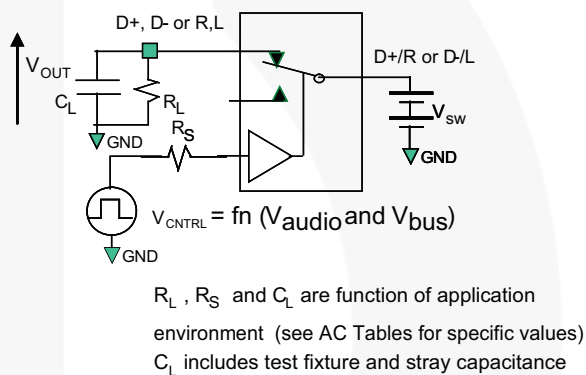 D+, D- or R,L
D+/R or D-/L
VOUT
CL
RL
Vsw
GND
RS
GND
VCNTRL = fn (Vaudio and Vbus)
GND
RL , RS and CL are function of application
environment (see AC Tables for specific values)
CL includes test fixture and stray capacitance